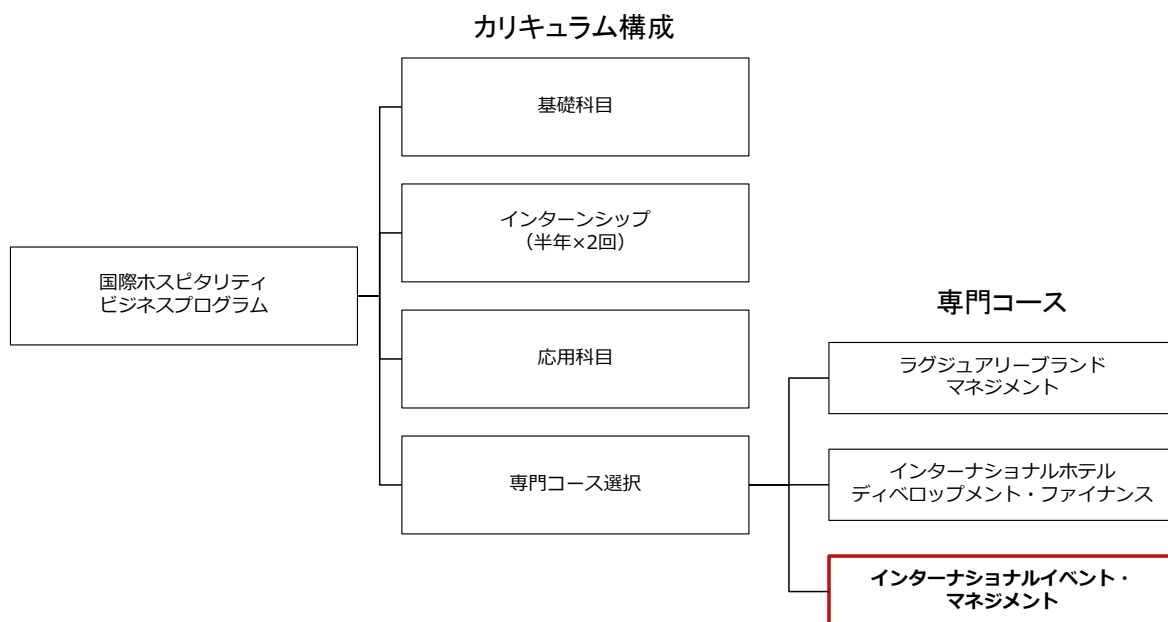 カリキュラム構成
基礎科目
インターンシップ
（半年×2回）
国際ホスピタリティ
ビジネスプログラム
応用科目
専門コース選択
専門コース
ラグジュアリーブランド
マネジメント
インターナショナルホテル
ディベロップメント・ファイナンス
インターナショナルイベント・
マネジメント